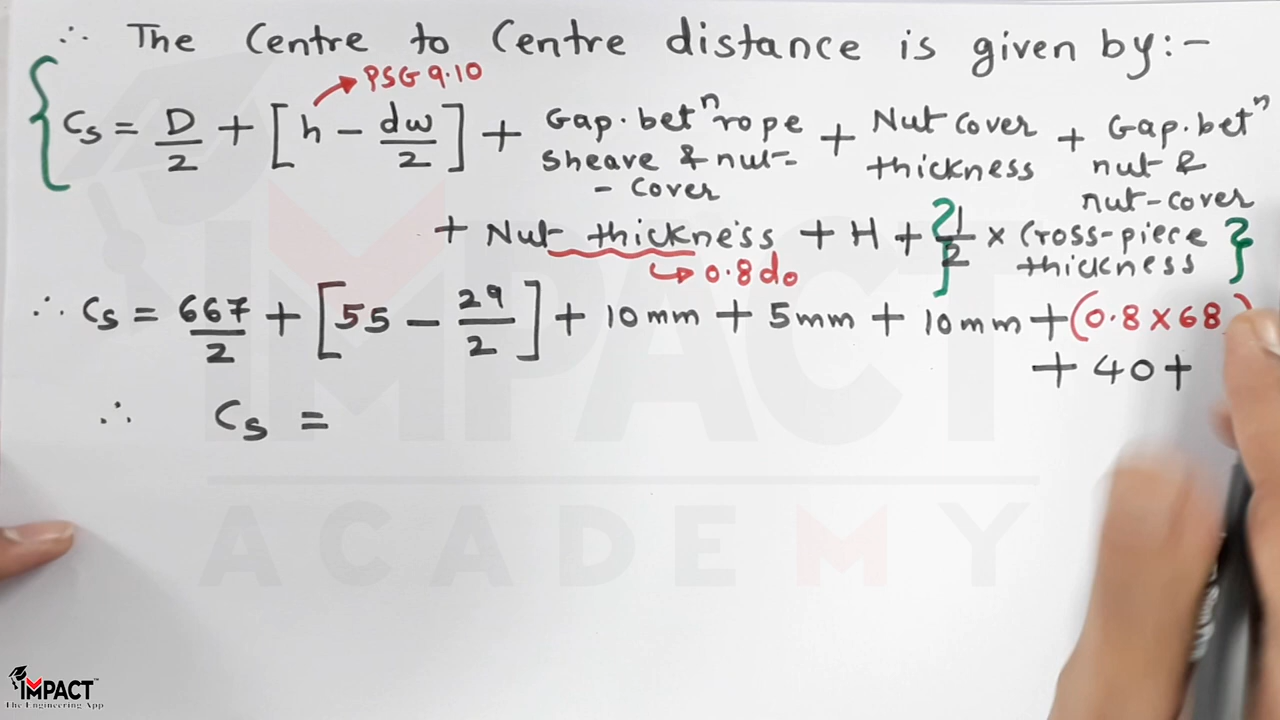 ∴ The Centre to Centre distance is given by:-
PSG 9.10
Cs = D/2 + [h - dw/2] + Gap.betⁿ rope sheave & nut- - cover + Nut cover thickness + Gap.betⁿ nut & nut-cover
+ Nut thickness + H + {1/2 × Cross-piece thickness}
→ 0.8do
∴ Cs = 667/2 + [55 - 29/2] + 10mm + 5mm + 10mm + (0.8 × 68)
+ 40 +
∴ Cs =
IMPACT
ACADEMY
IMPACT™
The Engineering App